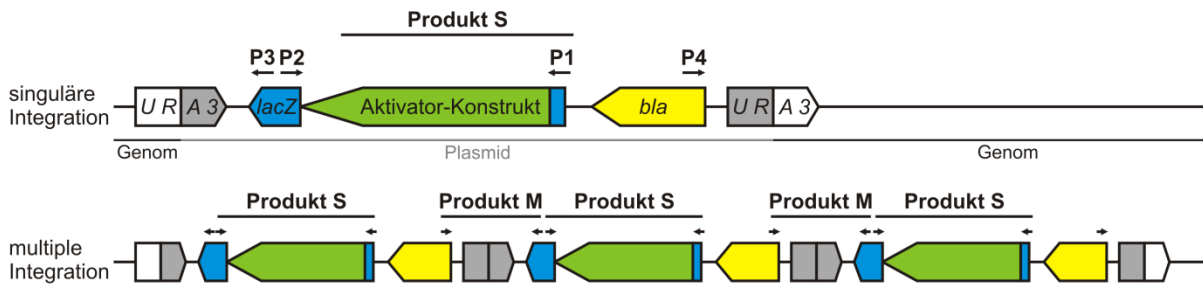 Produkt S
P3 P2 P1 P4
singuläre
Integration
U R A 3 lacZ Aktivator-Konstrukt bla U R A 3
Genom Plasmid Genom
Produkt S Produkt M Produkt S Produkt M Produkt S
multiple
Integration